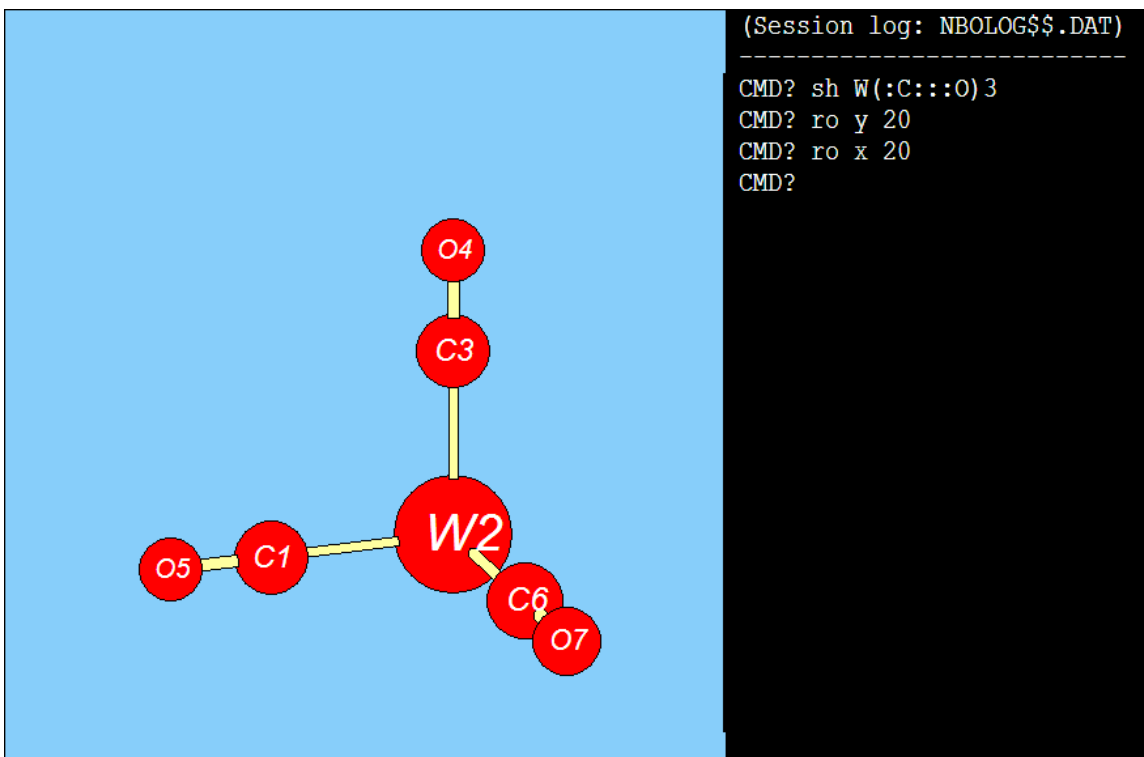 (Session log: NBOLOG$$.DAT)
---------------------------
CMD? sh W(:C:::O)3
CMD? ro y 20
CMD? ro x 20
CMD?
O4
C3
W2
C1
O5
C6
O7